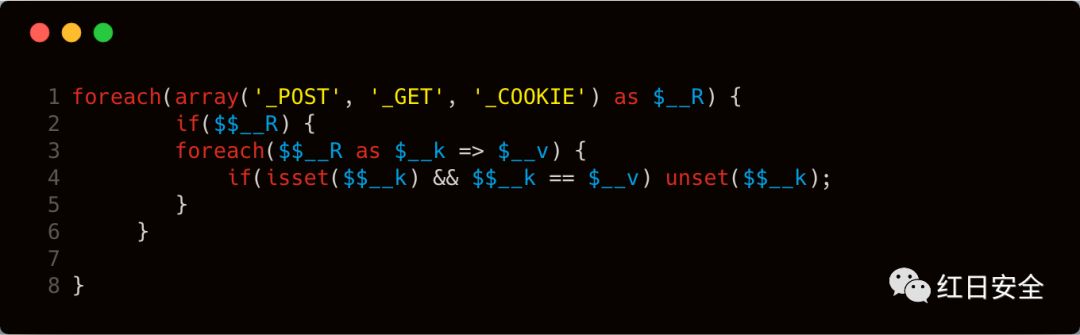 1 foreach(array('_POST', '_GET', '_COOKIE') as $__R) {
2 if($$__R) {
3 foreach($$__R as $__k => $__v) {
4 if(isset($$__k) && $$__k == $__v) unset($$__k);
5 }
6 }
7
8 }
红日安全